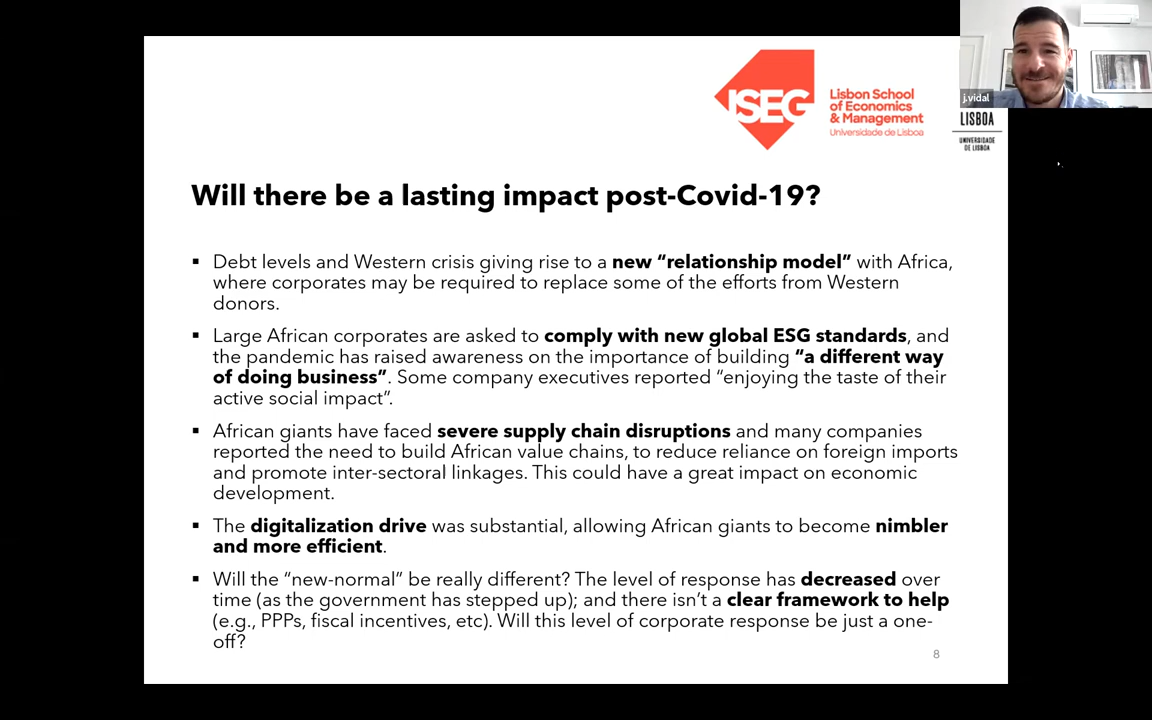 ISEG
Lisbon School
of Economics
& Management
Universidade de Lisboa
j.vidal
LISBOA
UNIVERSIDADE
DE LISBOA
Will there be a lasting impact post-Covid-19?
▪ Debt levels and Western crisis giving rise to a new “relationship model” with Africa,
where corporates may be required to replace some of the efforts from Western
donors.
▪ Large African corporates are asked to comply with new global ESG standards, and
the pandemic has raised awareness on the importance of building “a different way
of doing business”. Some company executives reported “enjoying the taste of their
active social impact”.
▪ African giants have faced severe supply chain disruptions and many companies
reported the need to build African value chains, to reduce reliance on foreign imports
and promote inter-sectoral linkages. This could have a great impact on economic
development.
▪ The digitalization drive was substantial, allowing African giants to become nimbler
and more efficient.
▪ Will the “new-normal” be really different? The level of response has decreased over
time (as the government has stepped up); and there isn’t a clear framework to help
(e.g., PPPs, fiscal incentives, etc). Will this level of corporate response be just a one-
off?
8